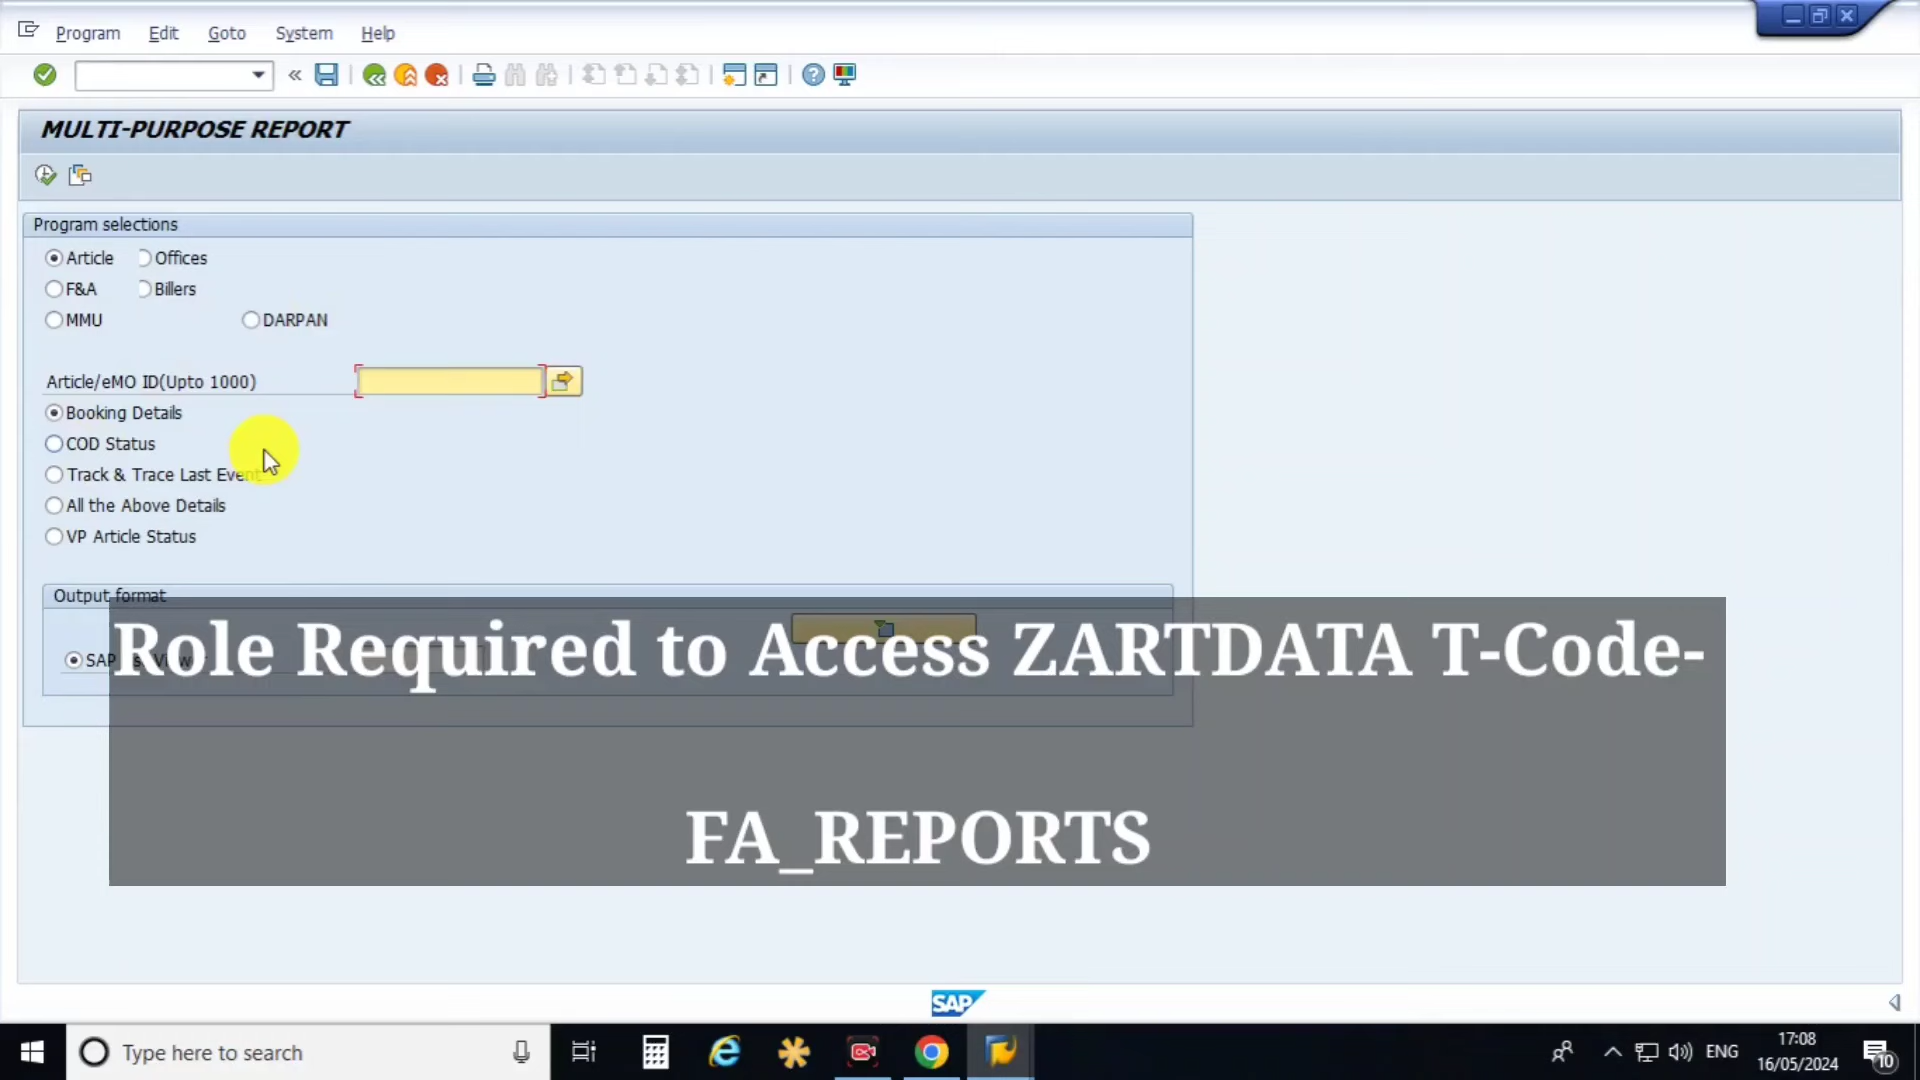 Program Edit Goto System Help
MULTI-PURPOSE REPORT
Program selections
Article Offices
F&A Billers
MMU DARPAN
Article/eMO ID(Upto 1000)
Booking Details
COD Status
Track & Trace Last Event
All the Above Details
VP Article Status
Output format
SAP
Role Required to Access ZARTDATA T-Code-
FA_REPORTS
SAP
Type here to search
ENG
17:08
16/05/2024
10